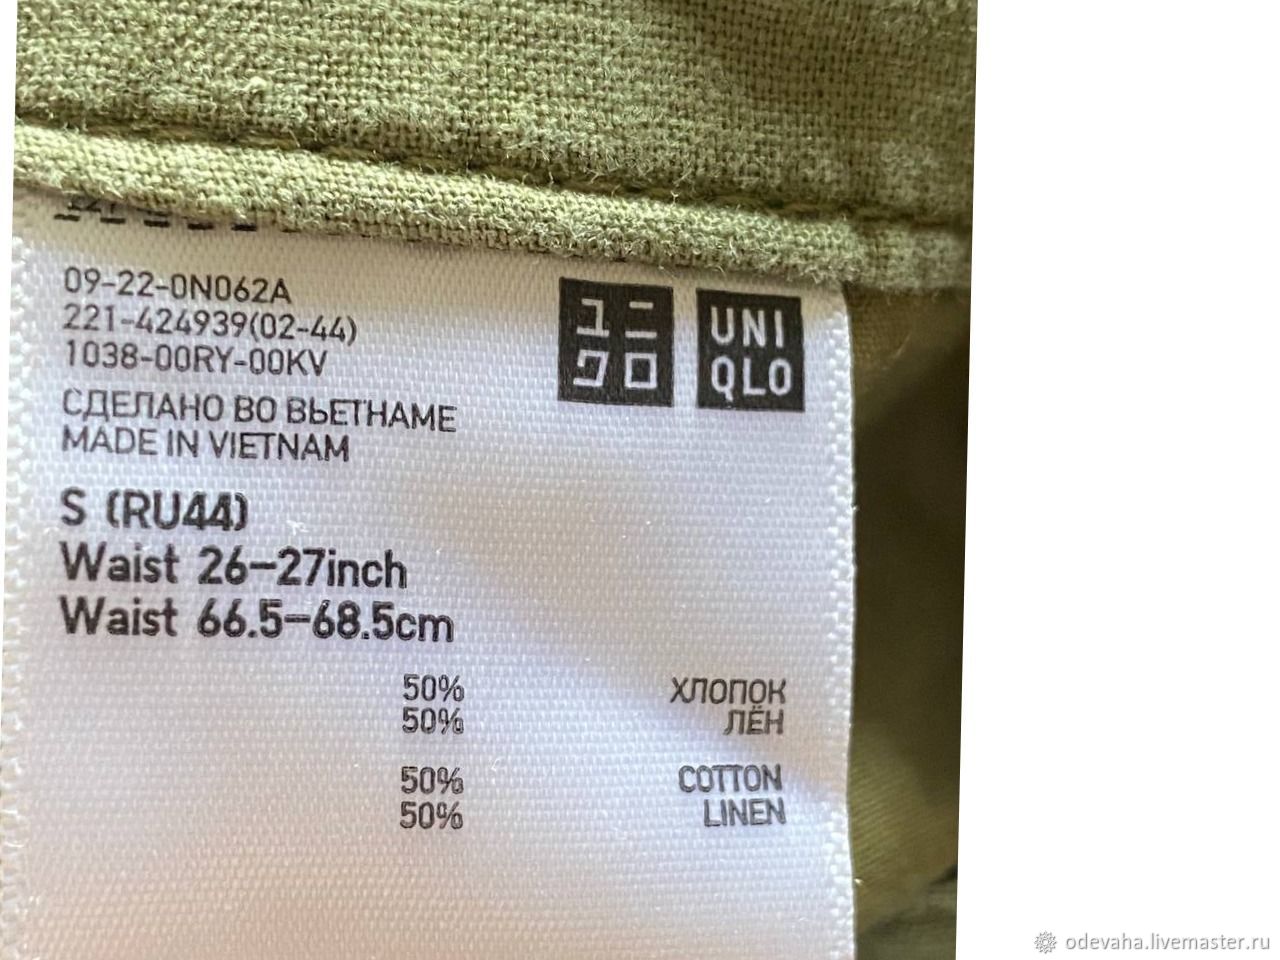 09-22-0N062A
221-424939(02-44)
1038-00RY-00KV
СДЕЛАНО ВО ВЬЕТНАМЕ
MADE IN VIETNAM
ユニ
クロ
UNI
QLO
S (RU44)
Waist 26-27inch
Waist 66.5-68.5cm
50% ХЛОПОК
50% ЛЁН
50% COTTON
50% LINEN
odevaha.livemaster.ru